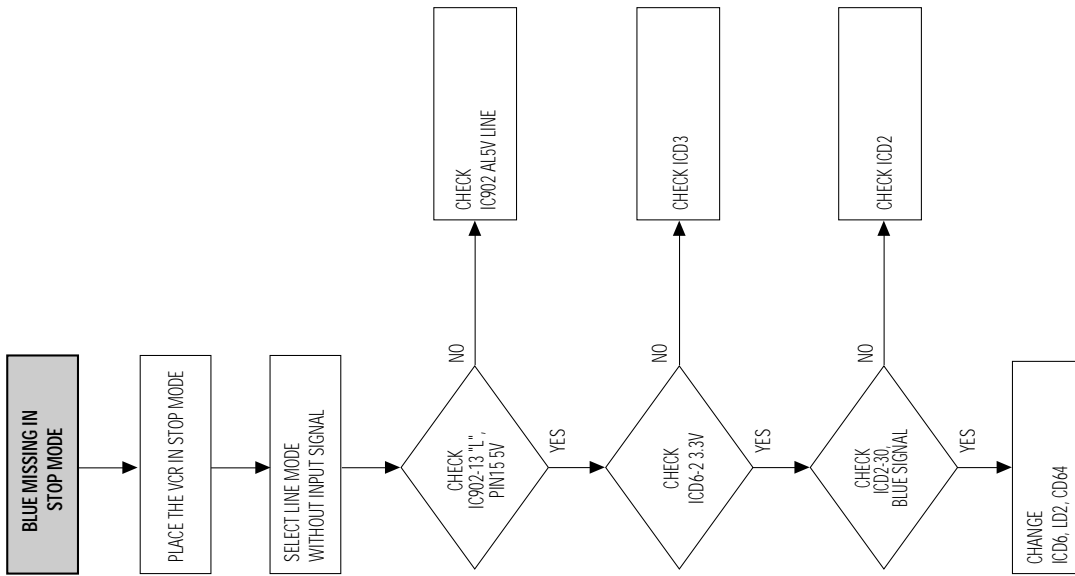 BLUE MISSING IN
STOP MODE
PLACE THE VCR IN STOP MODE
SELECT LINE MODE
WITHOUT INPUT SIGNAL
CHECK
IC902-13 "L",
PIN15 5V
NO
CHECK
IC902 AL5V LINE
YES
CHECK
ICD6-2 3.3V
NO
CHECK ICD3
YES
CHECK
ICD2-30,
BLUE SIGNAL
NO
CHECK ICD2
YES
CHANGE
ICD6, LD2, CD64